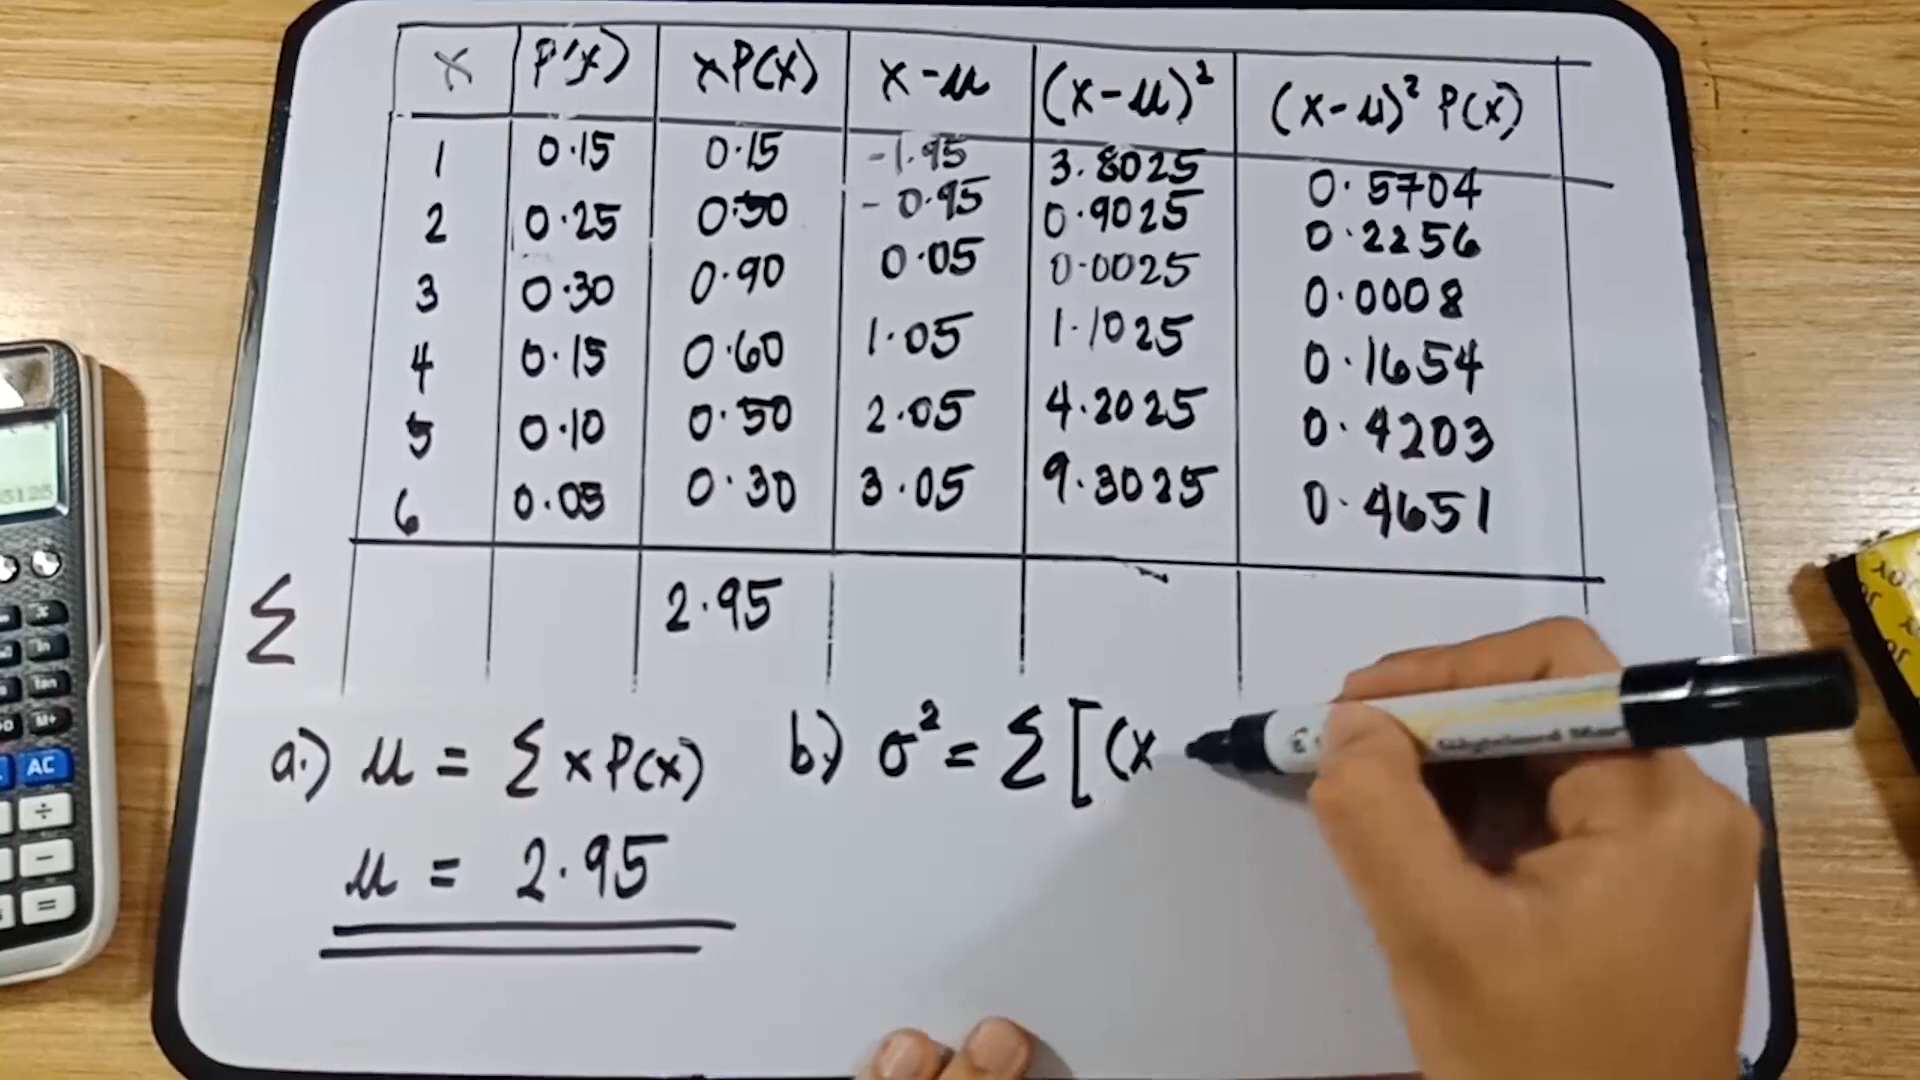 x P(x) xP(x) x-μ (x-μ)² (x-μ)² P(x)
1 0.15 0.15 -1.95 3.8025 0.5704
2 0.25 0.50 -0.95 0.9025 0.2256
3 0.30 0.90 0.05 0.0025 0.0008
4 0.15 0.60 1.05 1.1025 0.1654
5 0.10 0.50 2.05 4.2025 0.4203
6 0.05 0.30 3.05 9.3025 0.4651
Σ 2.95
a.) μ = Σ x P(x)
μ = 2.95
b.) σ² = Σ [(x
AC
÷
−
=
tan
ln
M+